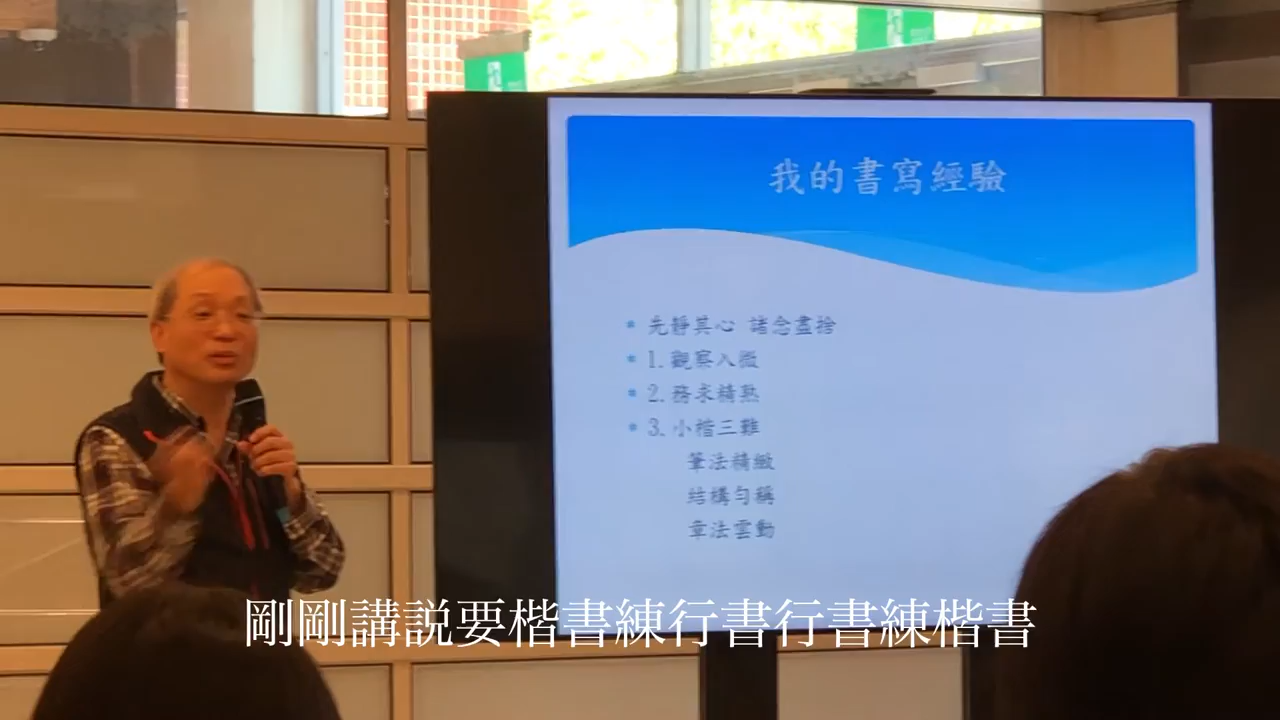 我的書寫經驗
先靜其心 諸念盡捨
1. 觀察入微
2. 務求精熟
3. 小楷三難
筆法精緻
結構勻稱
章法雲動
剛剛講說要楷書練行書行書練楷書